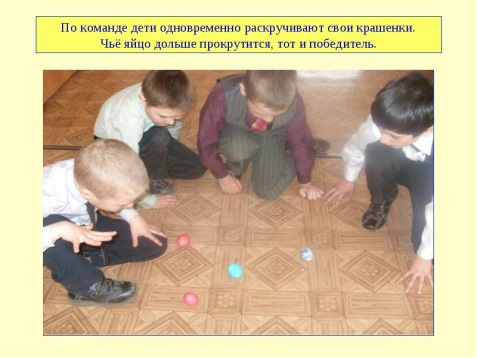 По команде дети одновременно раскручивают свои крашенки.
Чьё яйцо дольше прокрутится, тот и победитель.